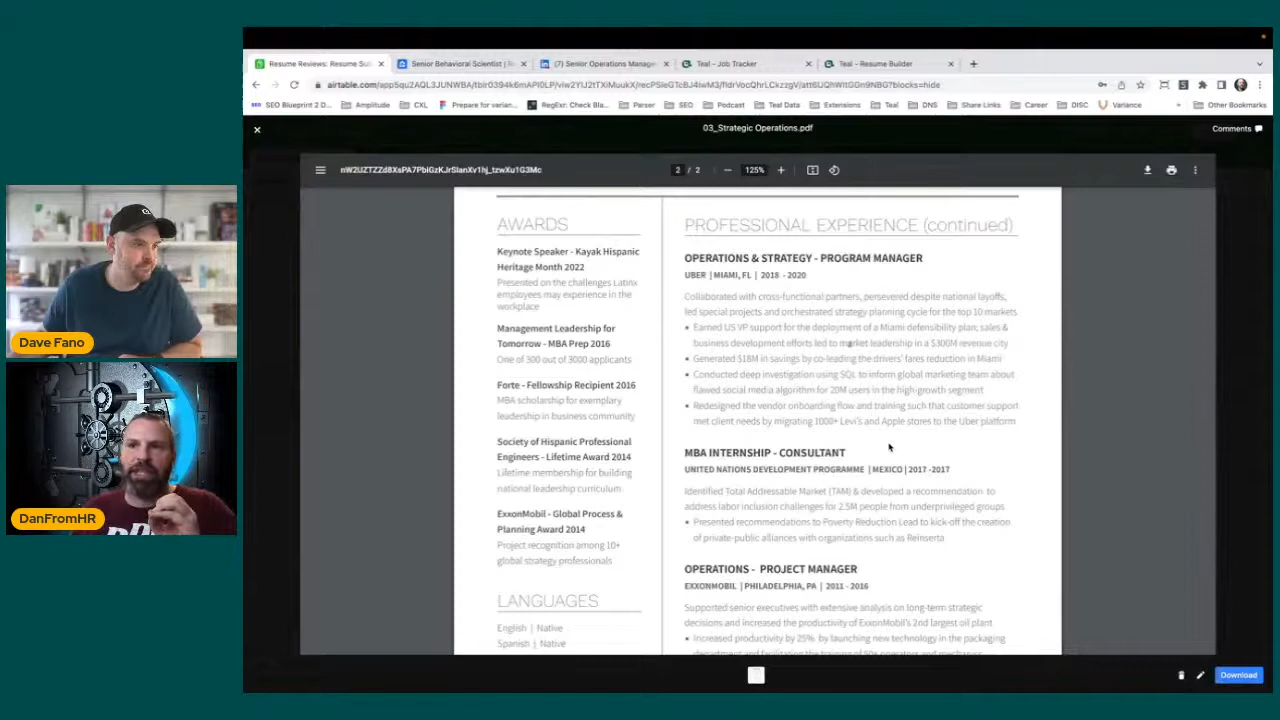 Resume Reviews: Resume Sub
Senior Behavioral Scientist | R
(7) Senior Operations Manage
Teal - Job Tracker
Teal - Resume Builder
SEO Blueprint 2 0...
Amplitude
CXL
Prepare for varian...
RegExr: Check Bla...
Parser
SEO
Podcast
Teal Data
Extensions
Teal
DNS
Share Links
Career
DISC
Variance
Other Bookmarks
03_Strategic Operations.pdf
Comments
2 / 2
125%
AWARDS
Keynote Speaker - Kayak Hispanic
Heritage Month 2022
Presented on the challenges Latinx
employees may experience in the
workplace
Management Leadership for
Tomorrow - MBA Prep 2016
One of 300 out of 3000 applicants
Forte - Fellowship Recipient 2016
MBA scholarship for exemplary
leadership in business community
Society of Hispanic Professional
Engineers - Lifetime Award 2014
Lifetime membership for building
national leadership curriculum
ExxonMobil - Global Process &
Planning Award 2014
Project recognition among 10+
global strategy professionals
LANGUAGES
English | Native
Spanish | Native
PROFESSIONAL EXPERIENCE (continued)
OPERATIONS & STRATEGY - PROGRAM MANAGER
UBER | MIAMI, FL | 2018 - 2020
Collaborated with cross-functional partners, persevered despite national layoffs,
led special projects and orchestrated strategy planning cycle for the top 10 markets
• Earned US VP support for the deployment of a Miami defensibility plan; sales &
business development efforts led to market leadership in a $300M revenue city
• Generated $18M in savings by co-leading the drivers' fares reduction in Miami
• Conducted deep investigation using SQL to inform global marketing team about
flawed social media algorithm for 20M users in the high-growth segment
• Redesigned the vendor onboarding flow and training such that customer support
met client needs by migrating 1000+ Levi's and Apple stores to the Uber platform
MBA INTERNSHIP - CONSULTANT
UNITED NATIONS DEVELOPMENT PROGRAMME | MEXICO | 2017 -2017
Identified Total Addressable Market (TAM) & developed a recommendation to
address labor inclusion challenges for 2.5M people from underprivileged groups
• Presented recommendations to Poverty Reduction Lead to kick-off the creation
of private-public alliances with organizations such as Reinserta
OPERATIONS - PROJECT MANAGER
EXXONMOBIL | PHILADELPHIA, PA | 2011 - 2016
Supported senior executives with extensive analysis on long-term strategic
decisions and increased the productivity of ExxonMobil's 2nd largest oil plant
• Increased productivity by 25% by launching new technology in the packaging
department and facilitating the training of 50+ operators and mechanics
Download
Dave Fano
DanFromHR